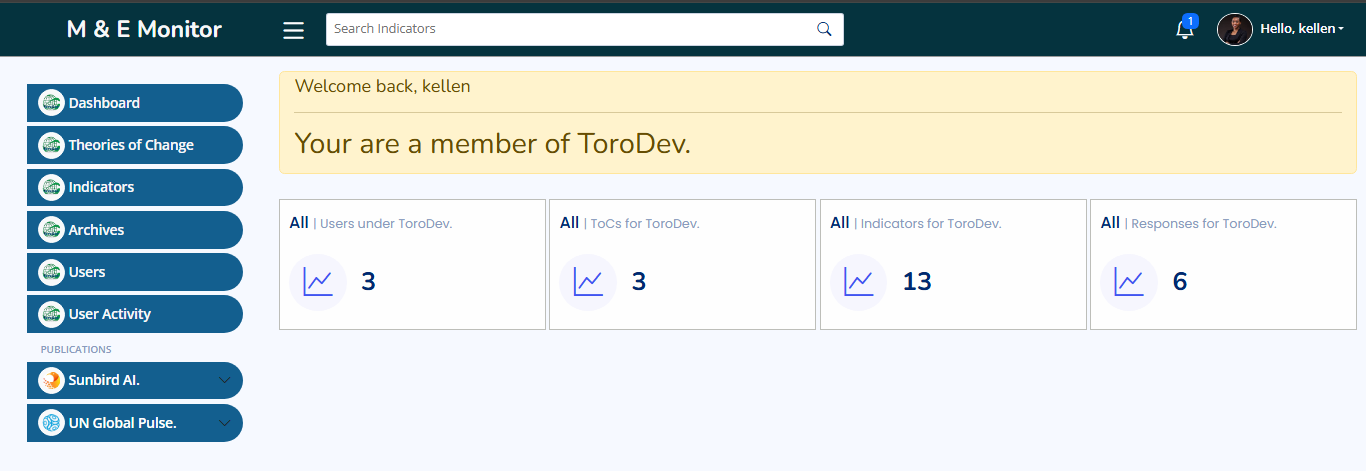 M & E Monitor
Search Indicators
1
Hello, kellen
Dashboard
Theories of Change
Indicators
Archives
Users
User Activity
PUBLICATIONS
Sunbird AI.
UN Global Pulse.
Welcome back, kellen
Your are a member of ToroDev.
All | Users under ToroDev.
3
All | ToCs for ToroDev.
3
All | Indicators for ToroDev.
13
All | Responses for ToroDev.
6